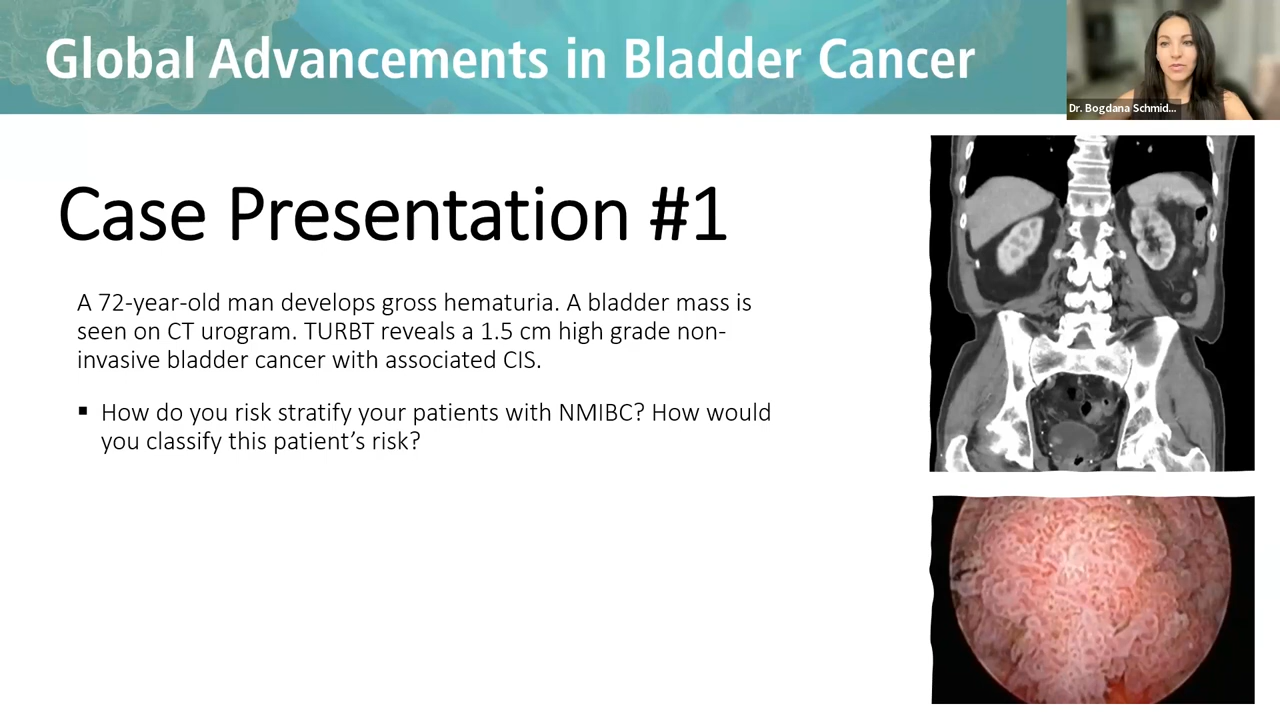 Global Advancements in Bladder Cancer
Dr. Bogdana Schmid...
Case Presentation #1
A 72-year-old man develops gross hematuria. A bladder mass is
seen on CT urogram. TURBT reveals a 1.5 cm high grade non-
invasive bladder cancer with associated CIS.
▪ How do you risk stratify your patients with NMIBC? How would
you classify this patient’s risk?